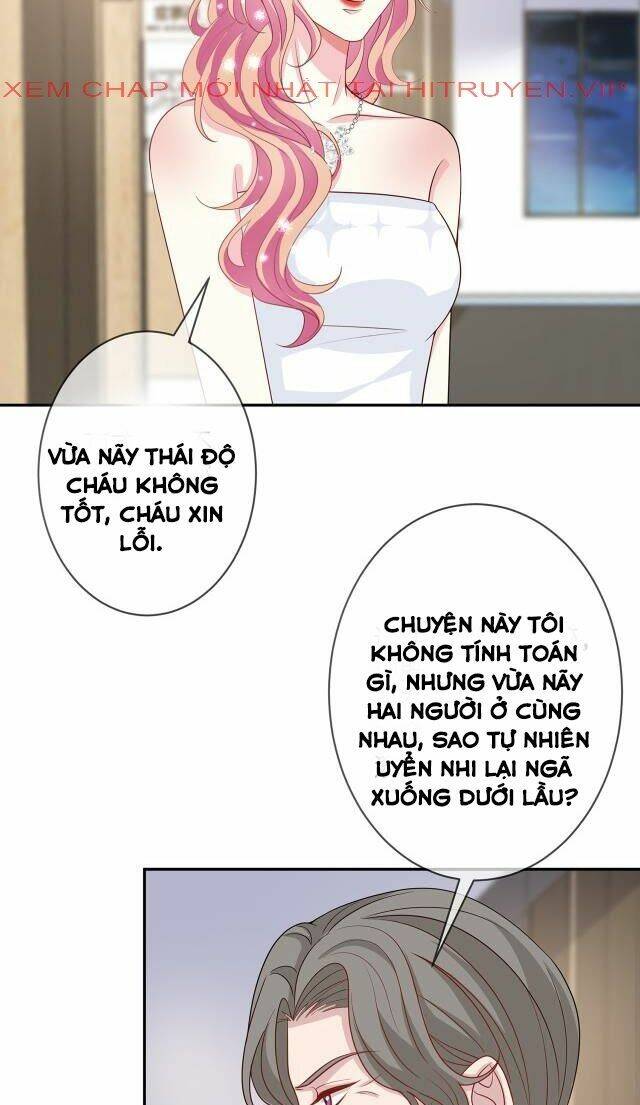 XEM CHAP MỚI NHẤT TẠI HITRUYEN.VIP
VỪA NÃY THÁI ĐỘ
CHÁU KHÔNG
TỐT, CHÁU XIN
LỖI.
CHUYỆN NÀY TÔI
KHÔNG TÍNH TOÁN
GÌ, NHƯNG VỪA NÃY
HAI NGƯỜI Ở CÙNG
NHAU, SAO TỰ NHIÊN
UYỂN NHI LẠI NGÃ
XUỐNG DƯỚI LẦU?